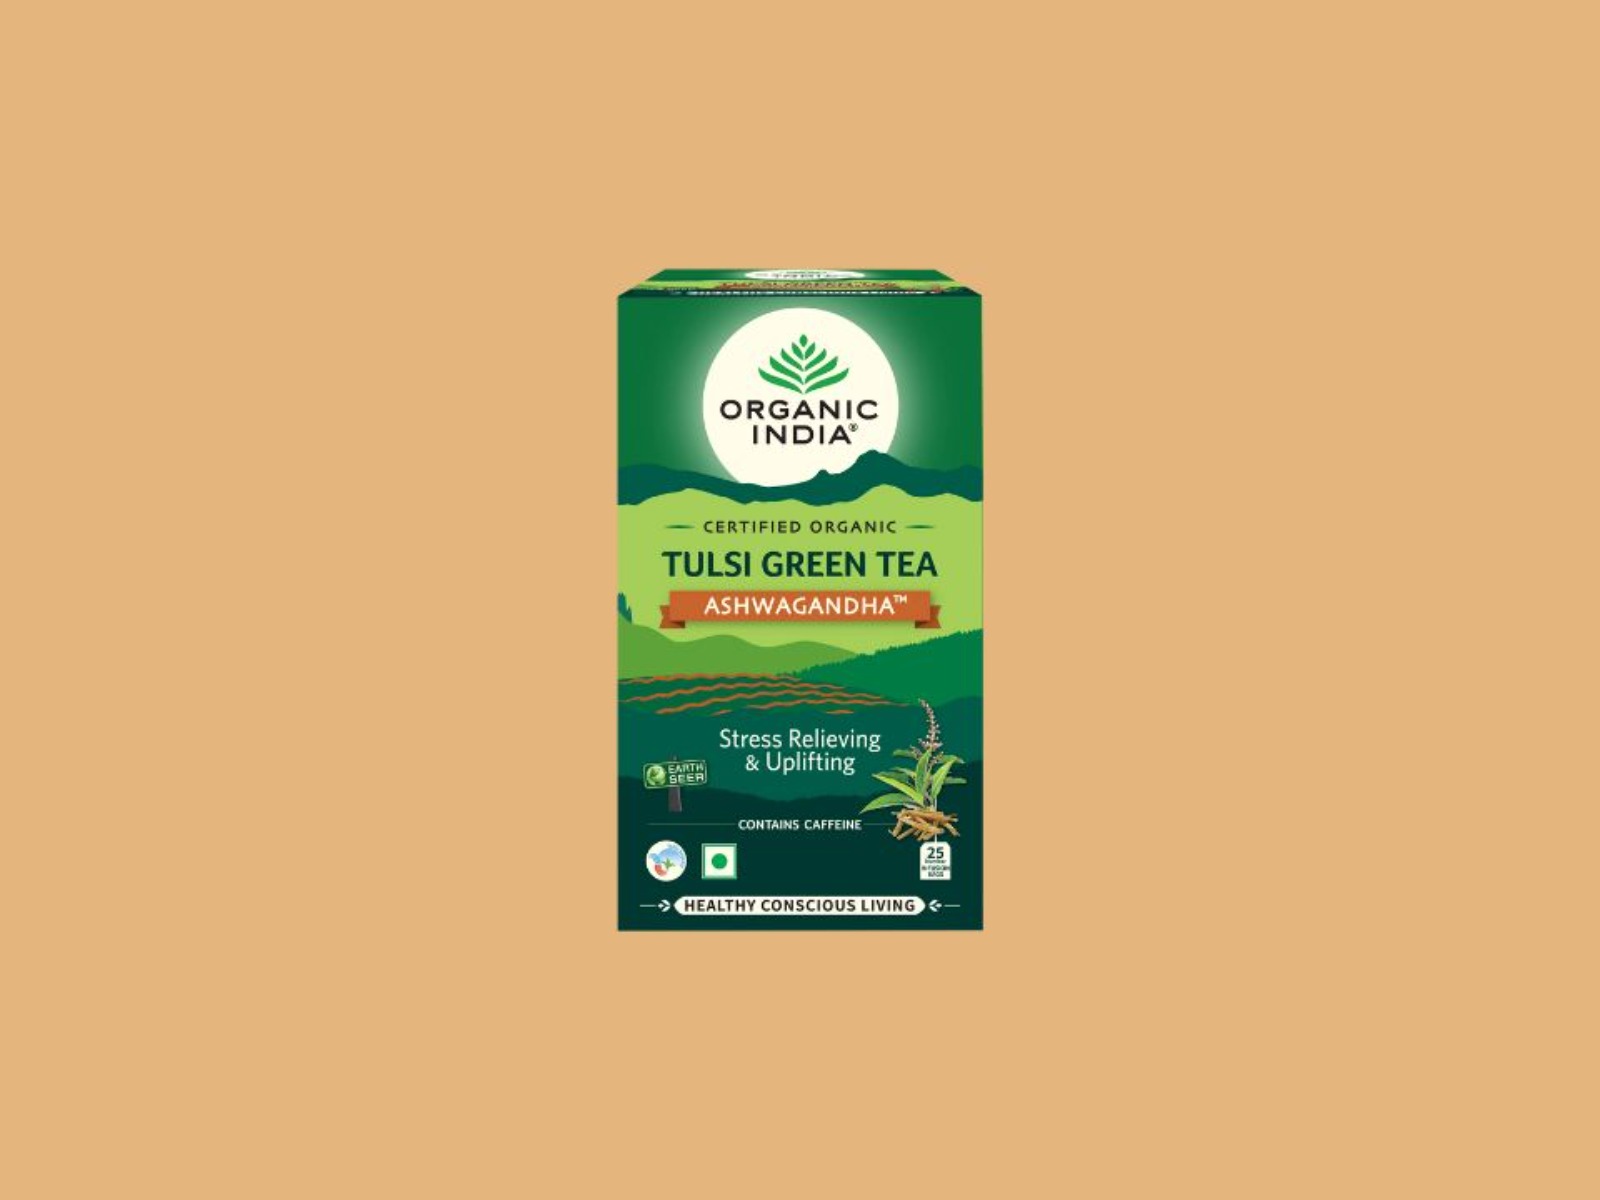 ORGANIC
INDIA®
CERTIFIED ORGANIC
TULSI GREEN TEA
ASHWAGANDHA™
Stress Relieving
& Uplifting
EARTH
SEER
CONTAINS CAFFEINE
25
HEALTHY CONSCIOUS LIVING